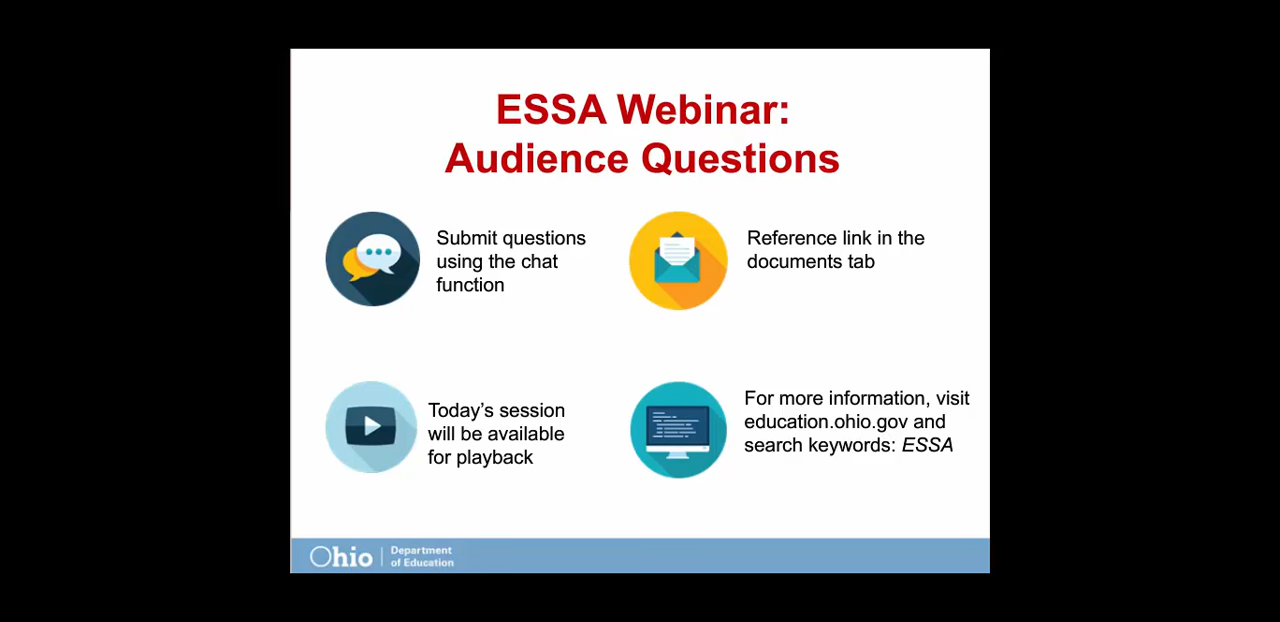 ESSA Webinar:
Audience Questions
Submit questions
using the chat
function
Reference link in the
documents tab
Today’s session
will be available
for playback
For more information, visit
education.ohio.gov and
search keywords: ESSA
Ohio
Department
of Education